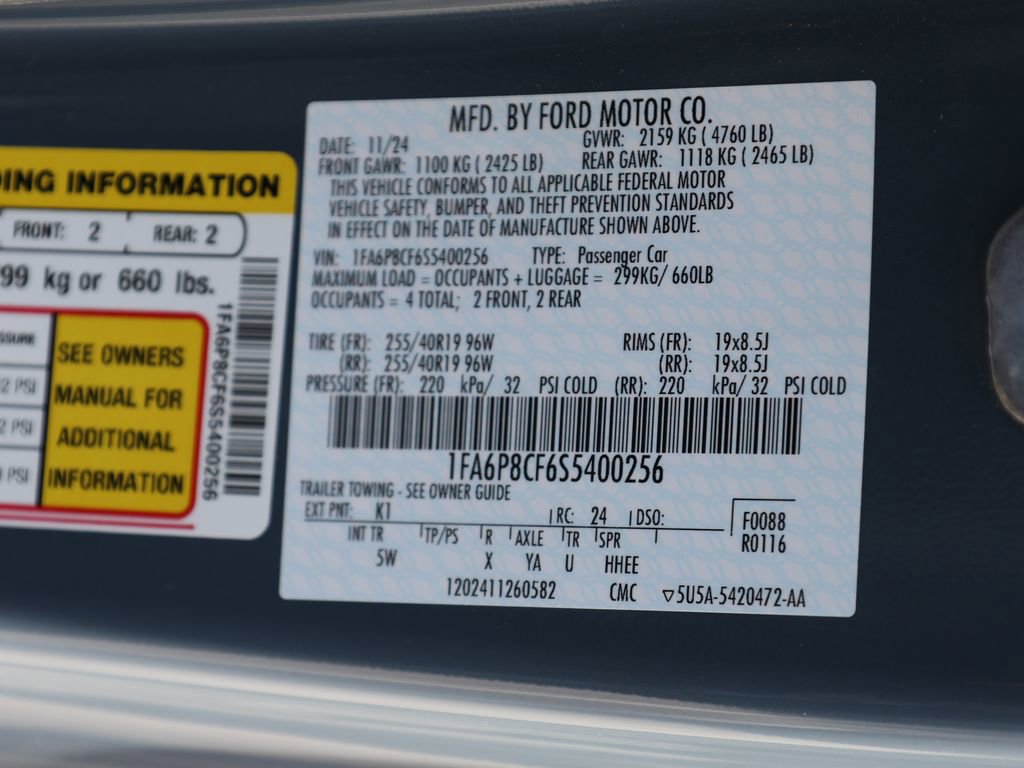 DING INFORMATION
FRONT: 2 REAR: 2
99 kg or 660 lbs.
SSURE
2 PSI
2 PSI
PSI
SEE OWNERS
MANUAL FOR
ADDITIONAL
INFORMATION
1FA6P8CF6S5400256
MFD. BY FORD MOTOR CO.
DATE: 11/24 GVWR: 2159 KG ( 4760 LB)
FRONT GAWR: 1100 KG ( 2425 LB) REAR GAWR: 1118 KG ( 2465 LB)
THIS VEHICLE CONFORMS TO ALL APPLICABLE FEDERAL MOTOR
VEHICLE SAFETY, BUMPER, AND THEFT PREVENTION STANDARDS
IN EFFECT ON THE DATE OF MANUFACTURE SHOWN ABOVE.
VIN: 1FA6P8CF6S5400256 TYPE: Passenger Car
MAXIMUM LOAD = OCCUPANTS + LUGGAGE = 299KG/ 660LB
OCCUPANTS = 4 TOTAL; 2 FRONT, 2 REAR
TIRE (FR): 255/40R19 96W RIMS (FR): 19x8.5J
(RR): 255/40R19 96W (RR): 19x8.5J
PRESSURE (FR): 220 kPa/ 32 PSI COLD (RR): 220 kPa/ 32 PSI COLD
1FA6P8CF6S5400256
TRAILER TOWING - SEE OWNER GUIDE
EXT PNT: K1 RC: 24 DSO: F0088
INT TR TP/PS R AXLE TR SPR R0116
5W X YA U HHEE
1202411260582 CMC ▽5U5A-5420472-AA